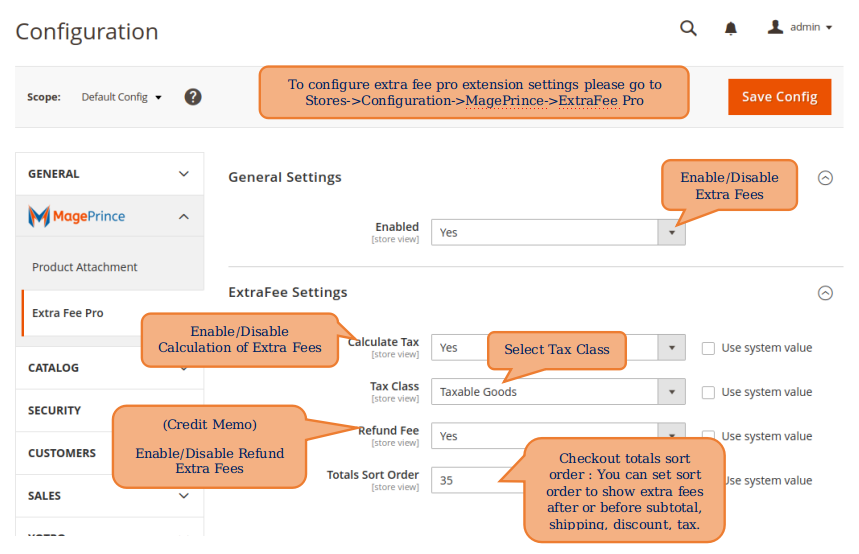 Configuration
admin
Scope:
Default Config
?
To configure extra fee pro extension settings please go to
Stores->Configuration->MagePrince->ExtraFee Pro
Save Config
GENERAL
MagePrince
Product Attachment
Extra Fee Pro
CATALOG
SECURITY
CUSTOMERS
SALES
General Settings
Enable/Disable
Extra Fees
Enabled
[store view]
Yes
ExtraFee Settings
Enable/Disable
Calculation of Extra Fees
Calculate Tax
[store view]
Yes
Select Tax Class
Use system value
Tax Class
[store view]
Taxable Goods
Use system value
(Credit Memo)
Enable/Disable Refund
Extra Fees
Refund Fee
[store view]
Yes
Use system value
Totals Sort Order
[store view]
35
Checkout totals sort
order : You can set sort
order to show extra fees
after or before subtotal,
shipping, discount, tax.
Use system value